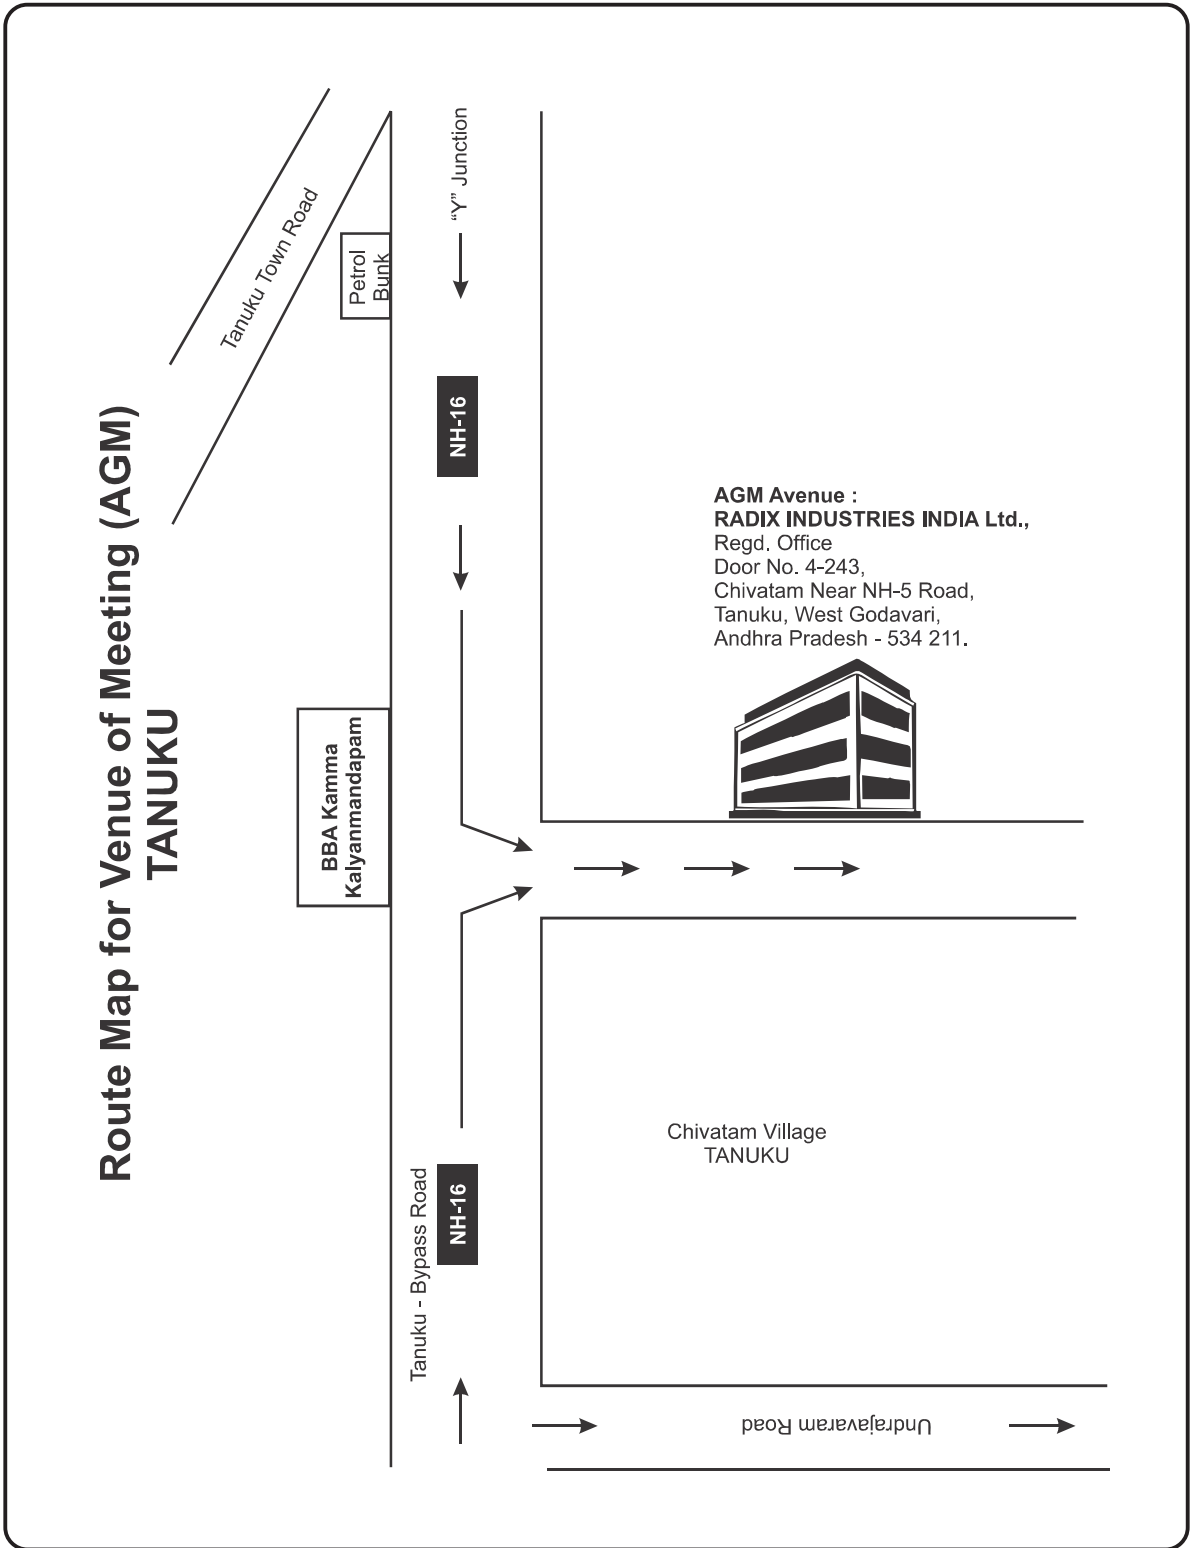 Route Map for Venue of Meeting (AGM)
TANUKU
Tanuku Town Road
Petrol
Bunk
“Y” Junction
NH-16
AGM Avenue :
RADIX INDUSTRIES INDIA Ltd.,
Regd. Office
Door No. 4-243,
Chivatam Near NH-5 Road,
Tanuku, West Godavari,
Andhra Pradesh - 534 211.
BBA Kamma
Kalyanmandapam
Chivatam Village
TANUKU
Tanuku - Bypass Road
NH-16
Undrajavaram Road